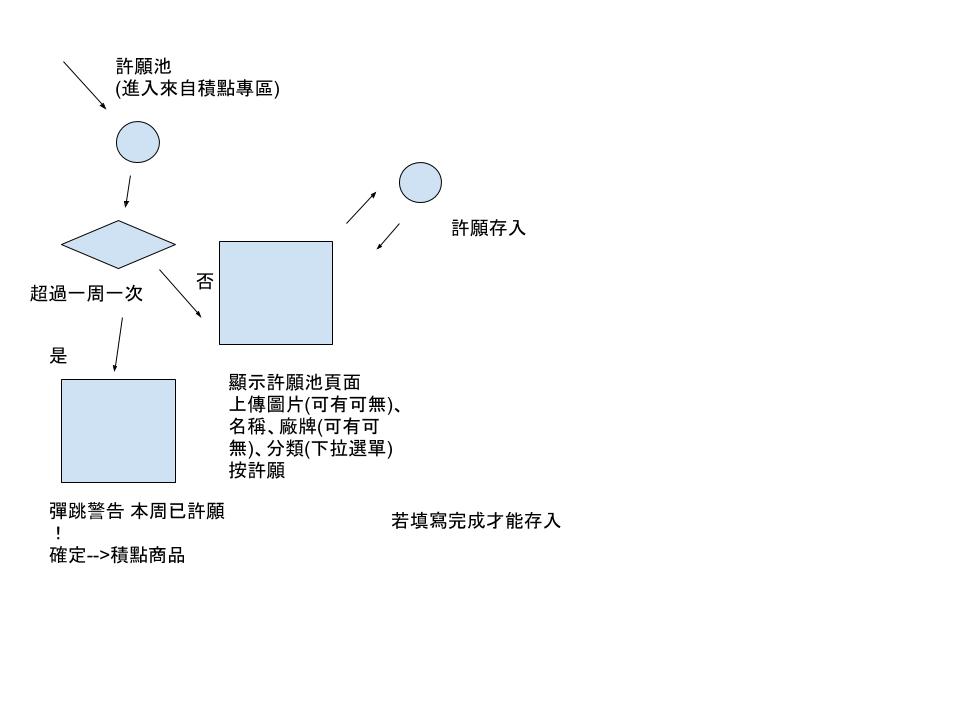 許願池
(進入來自積點專區)
許願存入
否
超過一周一次
是
顯示許願池頁面
上傳圖片(可有可無)、
名稱、廠牌(可有可
無)、分類(下拉選單)
按許願
彈跳警告 本周已許願
！
確定-->積點商品
若填寫完成才能存入